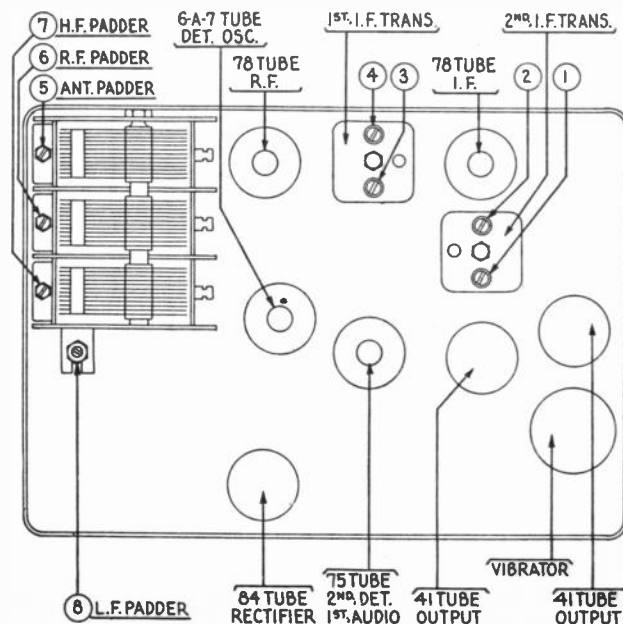 7 H.F. PADDER
6 R.F. PADDER
5 ANT. PADDER
6-A-7 TUBE
DET. OSC.
78 TUBE
R.F.
1ST. I.F. TRANS.
4
3
78 TUBE
I.F.
2ND. I.F. TRANS.
2
1
8 L.F. PADDER
84 TUBE
RECTIFIER
75 TUBE
2ND. DET.
1ST. AUDIO
41 TUBE
OUTPUT
VIBRATOR
41 TUBE
OUTPUT